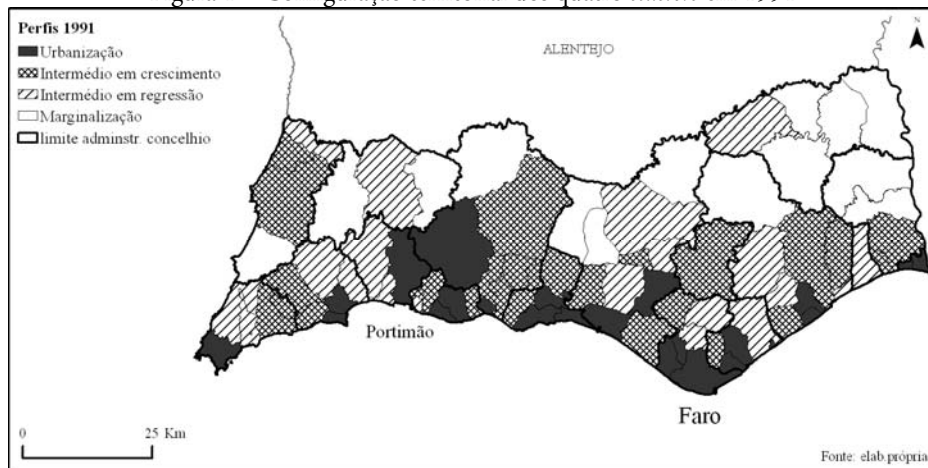 Perfis 1991
Urbanização
Intermédio em crescimento
Intermédio em regressão
Marginalização
limite adminstr. concelhio
ALENTEJO
N
Portimão
Faro
0 25 Km
Fonte: elab.própria